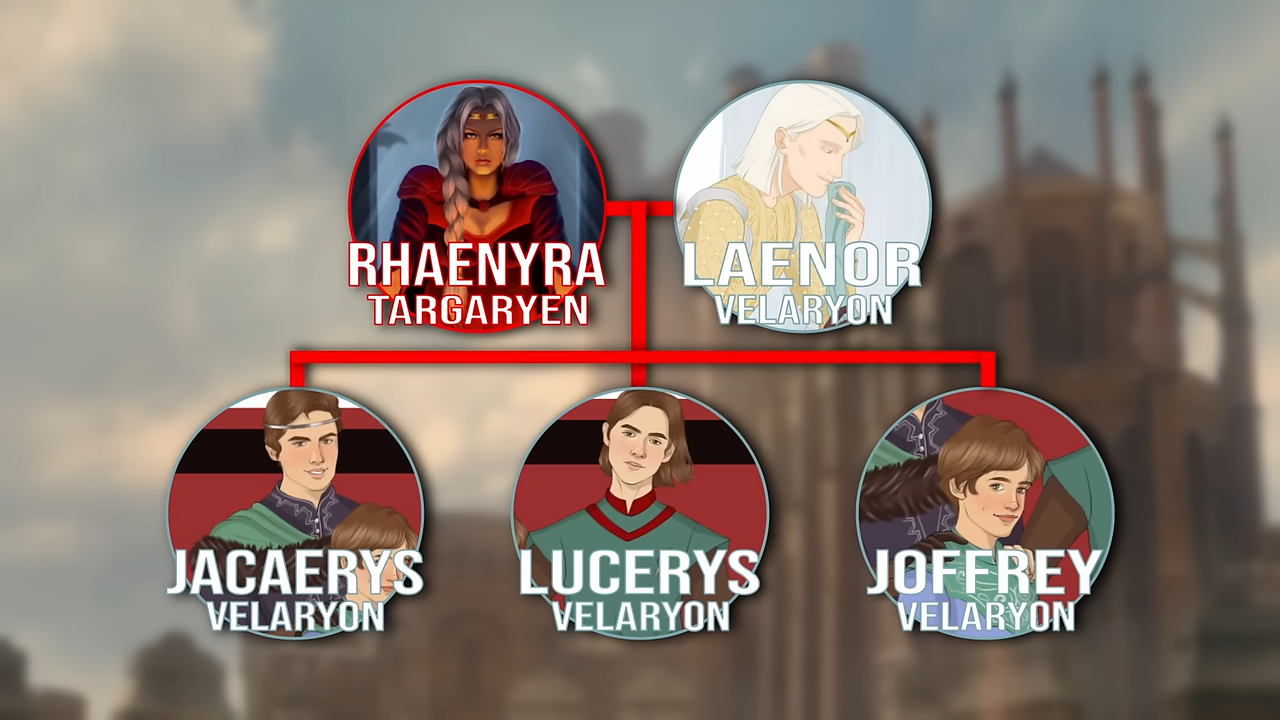 RHAENYRA
TARGARYEN
LAENOR
VELARYON
JACAERYS
VELARYON
LUCERYS
VELARYON
JOFFREY
VELARYON